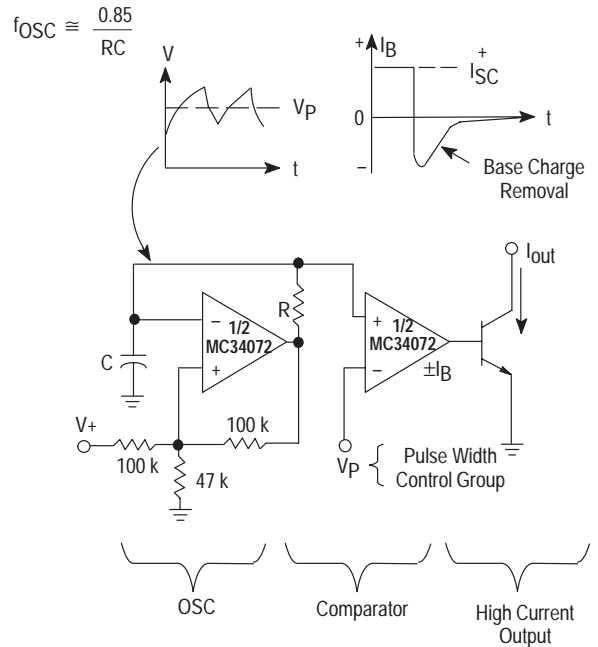 fOSC ≅ 0.85
RC
V
VP
t
+ IB
+
ISC
0
t
−
Base Charge
Removal
Iout
R
−
1/2
MC34072
+
C
+
1/2
MC34072
−
±IB
V+
100 k
100 k
47 k
VP
{
Pulse Width
Control Group
OSC
Comparator
High Current
Output